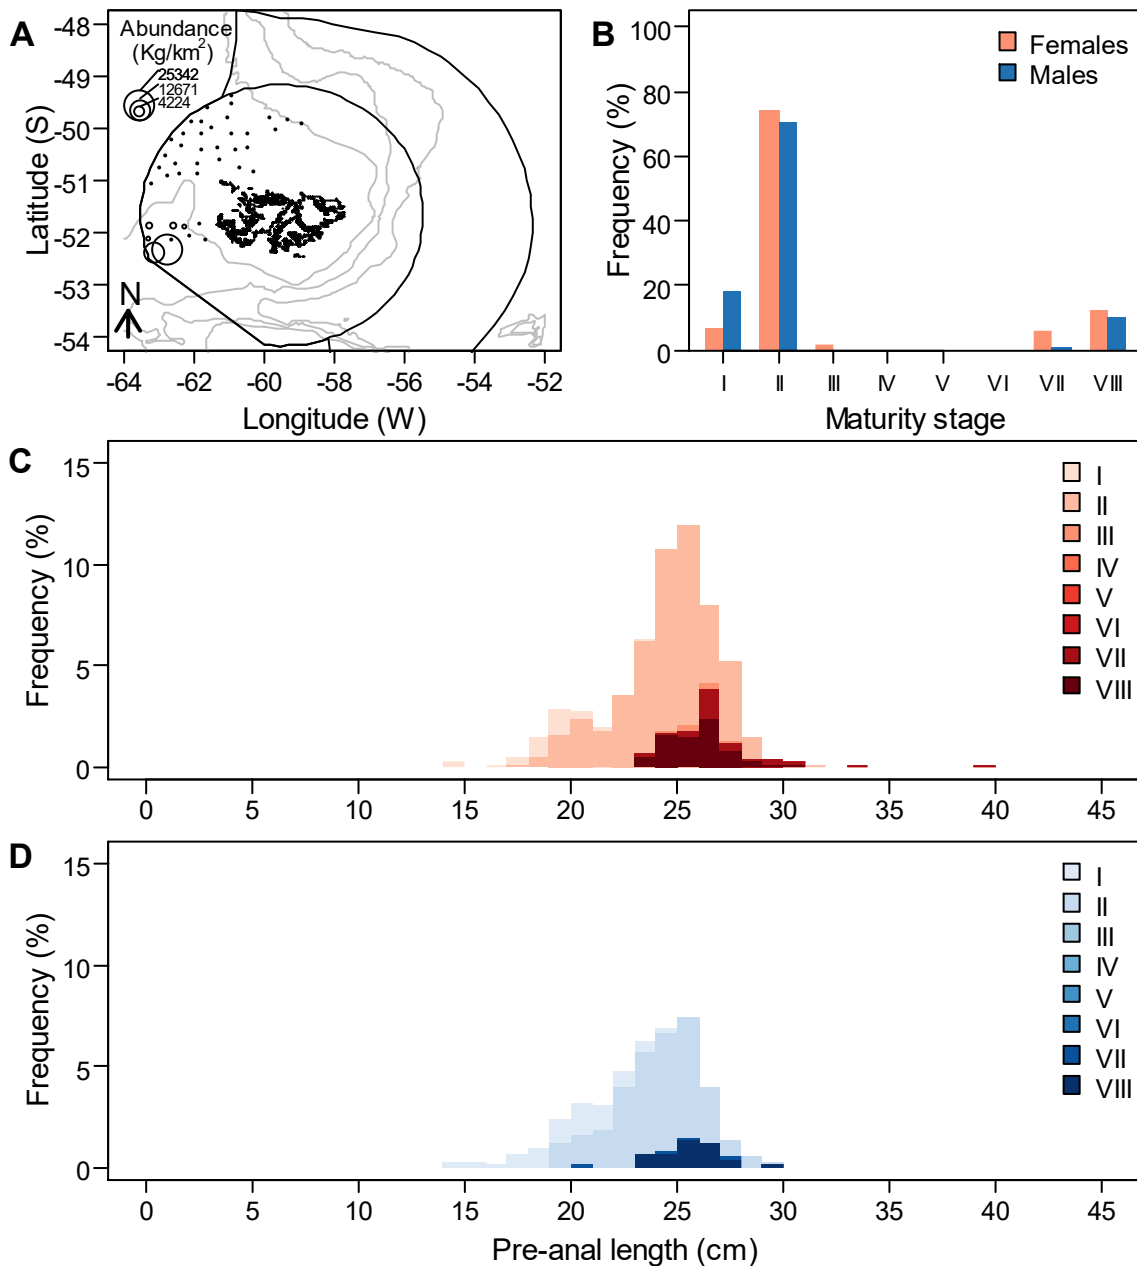 A
Abundance
(Kg/km²)
25342
12671
4224
-48
-49
-50
-51
-52
-53
-54
Latitude (S)
N
-64 -62 -60 -58 -56 -54 -52
Longitude (W)
B
Females
Males
100
80
60
40
20
0
Frequency (%)
I II III IV V VI VII VIII
Maturity stage
C
15
10
5
0
Frequency (%)
I
II
III
IV
V
VI
VII
VIII
0 5 10 15 20 25 30 35 40 45
D
15
10
5
0
Frequency (%)
I
II
III
IV
V
VI
VII
VIII
0 5 10 15 20 25 30 35 40 45
Pre-anal length (cm)